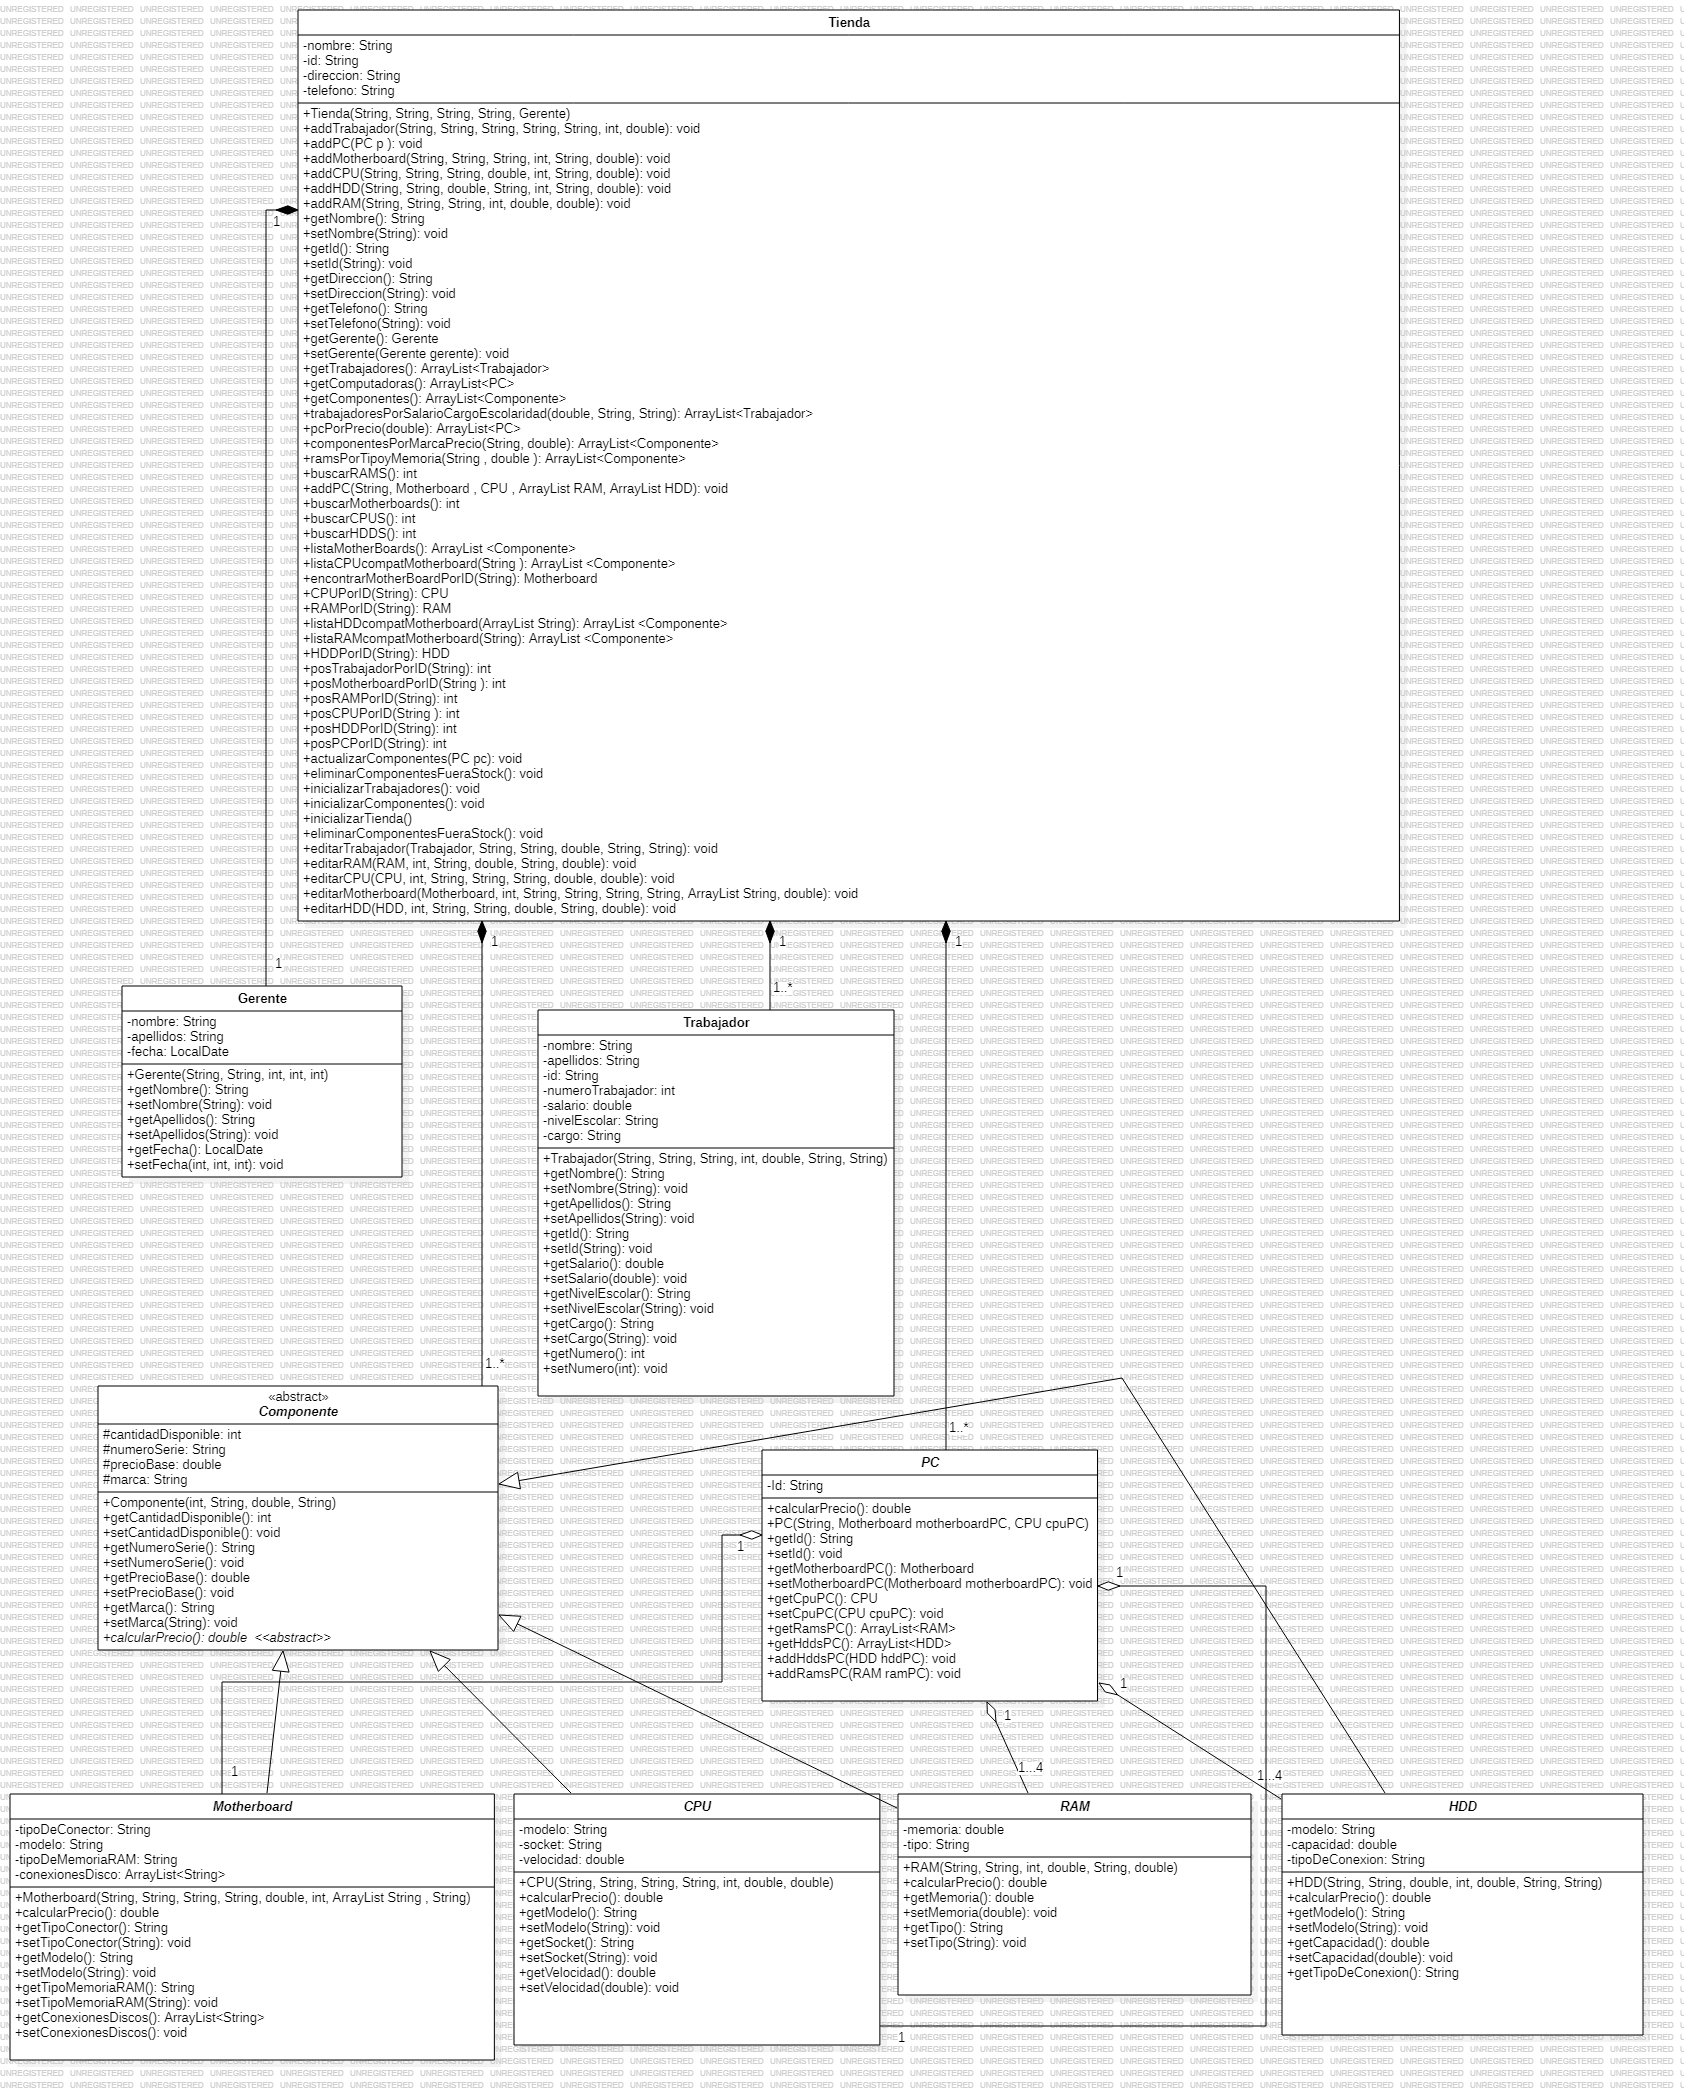 Tienda
-nombre: String
-id: String
-direccion: String
-telefono: String
+Tienda(String, String, String, String, Gerente)
+addTrabajador(String, String, String, String, String, int, double): void
+addPC(PC p ): void
+addMotherboard(String, String, String, int, String, double): void
+addCPU(String, String, String, double, int, String, double): void
+addHDD(String, String, double, String, int, String, double): void
+addRAM(String, String, String, int, double, double): void
+getNombre(): String
+setNombre(String): void
+getId(): String
+setId(String): void
+getDireccion(): String
+setDireccion(String): void
+getTelefono(): String
+setTelefono(String): void
+getGerente(): Gerente
+setGerente(Gerente gerente): void
+getTrabajadores(): ArrayList<Trabajador>
+getComputadoras(): ArrayList<PC>
+getComponentes(): ArrayList<Componente>
+trabajadoresPorSalarioCargoEscolaridad(double, String, String): ArrayList<Trabajador>
+pcPorPrecio(double): ArrayList<PC>
+componentesPorMarcaPrecio(String, double): ArrayList<Componente>
+ramsPorTipoyMemoria(String , double ): ArrayList<Componente>
+buscarRAMS(): int
+addPC(String, Motherboard , CPU , ArrayList RAM, ArrayList HDD): void
+buscarMotherboards(): int
+buscarCPUS(): int
+buscarHDDS(): int
+listaMotherBoards(): ArrayList <Componente>
+listaCPUcompatMotherboard(String ): ArrayList <Componente>
+encontrarMotherBoardPorID(String): Motherboard
+CPUPorID(String): CPU
+RAMPorID(String): RAM
+listaHDDcompatMotherboard(ArrayList String): ArrayList <Componente>
+listaRAMcompatMotherboard(String): ArrayList <Componente>
+HDDPorID(String): HDD
+posTrabajadorPorID(String): int
+posMotherboardPorID(String ): int
+posRAMPorID(String): int
+posCPUPorID(String ): int
+posHDDPorID(String): int
+posPCPorID(String): int
+actualizarComponentes(PC pc): void
+eliminarComponentesFueraStock(): void
+inicializarTrabajadores(): void
+inicializarComponentes(): void
+inicializarTienda()
+eliminarComponentesFueraStock(): void
+editarTrabajador(Trabajador, String, String, double, String, String): void
+editarRAM(RAM, int, String, double, String, double): void
+editarCPU(CPU, int, String, String, String, double, double): void
+editarMotherboard(Motherboard, int, String, String, String, String, ArrayList String, double): void
+editarHDD(HDD, int, String, String, double, String, double): void
1
1
1
1
1
1..*
Gerente
-nombre: String
-apellidos: String
-fecha: LocalDate
+Gerente(String, String, int, int, int)
+getNombre(): String
+setNombre(String): void
+getApellidos(): String
+setApellidos(String): void
+getFecha(): LocalDate
+setFecha(int, int, int): void
Trabajador
-nombre: String
-apellidos: String
-id: String
-numeroTrabajador: int
-salario: double
-nivelEscolar: String
-cargo: String
+Trabajador(String, String, String, int, double, String, String)
+getNombre(): String
+setNombre(String): void
+getApellidos(): String
+setApellidos(String): void
+getId(): String
+setId(String): void
+getSalario(): double
+setSalario(double): void
+getNivelEscolar(): String
+setNivelEscolar(String): void
+getCargo(): String
+setCargo(String): void
+getNumero(): int
+setNumero(int): void
1..*
«abstract»
Componente
#cantidadDisponible: int
#numeroSerie: String
#precioBase: double
#marca: String
+Componente(int, String, double, String)
+getCantidadDisponible(): int
+setCantidadDisponible(): void
+getNumeroSerie(): String
+setNumeroSerie(): void
+getPrecioBase(): double
+setPrecioBase(): void
+getMarca(): String
+setMarca(String): void
+calcularPrecio(): double <<abstract>>
1..*
PC
-Id: String
+calcularPrecio(): double
+PC(String, Motherboard motherboardPC, CPU cpuPC)
+getId(): String
+setId(): void
+getMotherboardPC(): Motherboard
+setMotherboardPC(Motherboard motherboardPC): void
+getCpuPC(): CPU
+setCpuPC(CPU cpuPC): void
+getRamsPC(): ArrayList<RAM>
+getHddsPC(): ArrayList<HDD>
+addHddsPC(HDD hddPC): void
+addRamsPC(RAM ramPC): void
1
1
1
1
1
1...4
1...4
Motherboard
-tipoDeConector: String
-modelo: String
-tipoDeMemoriaRAM: String
-conexionesDisco: ArrayList<String>
+Motherboard(String, String, String, String, double, int, ArrayList String , String)
+calcularPrecio(): double
+getTipoConector(): String
+setTipoConector(String): void
+getModelo(): String
+setModelo(String): void
+getTipoMemoriaRAM(): String
+setTipoMemoriaRAM(String): void
+getConexionesDiscos(): ArrayList<String>
+setConexionesDiscos(): void
CPU
-modelo: String
-socket: String
-velocidad: double
+CPU(String, String, String, String, int, double, double)
+calcularPrecio(): double
+getModelo(): String
+setModelo(String): void
+getSocket(): String
+setSocket(String): void
+getVelocidad(): double
+setVelocidad(double): void
1
RAM
-memoria: double
-tipo: String
+RAM(String, String, int, double, String, double)
+calcularPrecio(): double
+getMemoria(): double
+setMemoria(double): void
+getTipo(): String
+setTipo(String): void
HDD
-modelo: String
-capacidad: double
-tipoDeConexion: String
+HDD(String, String, double, int, double, String, String)
+calcularPrecio(): double
+getModelo(): String
+setModelo(String): void
+getCapacidad(): double
+setCapacidad(double): void
+getTipoDeConexion(): String
UNREGISTERED